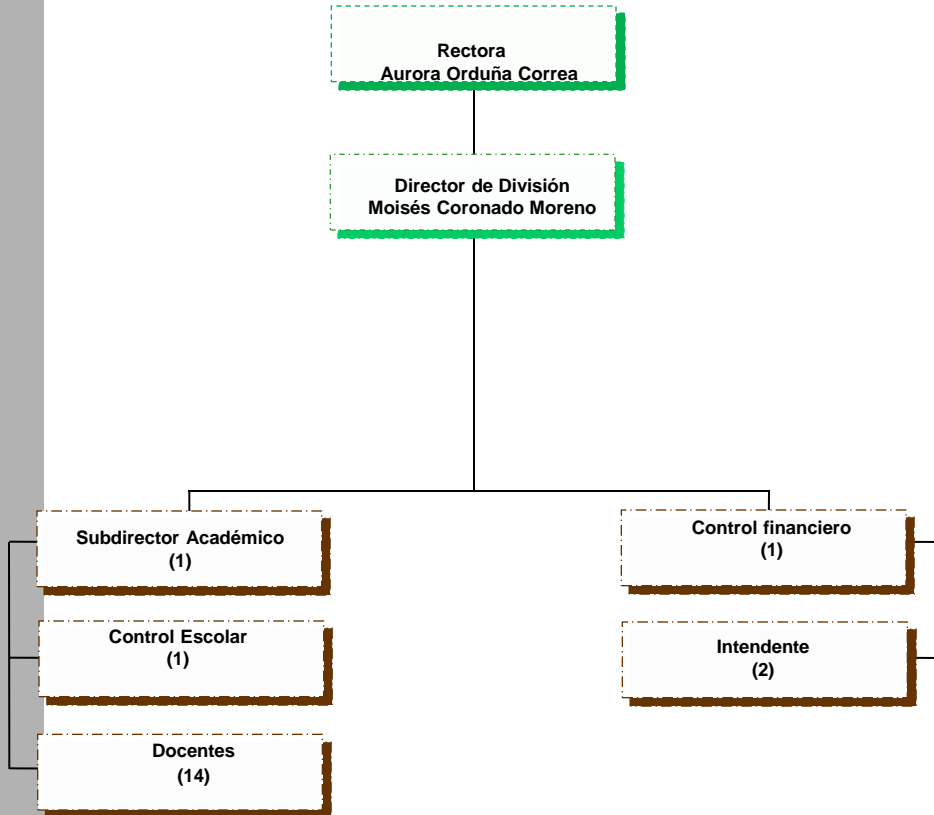 Rectora
Aurora Orduña Correa
Director de División
Moisés Coronado Moreno
Subdirector Académico
(1)
Control Escolar
(1)
Docentes
(14)
Control financiero
(1)
Intendente
(2)